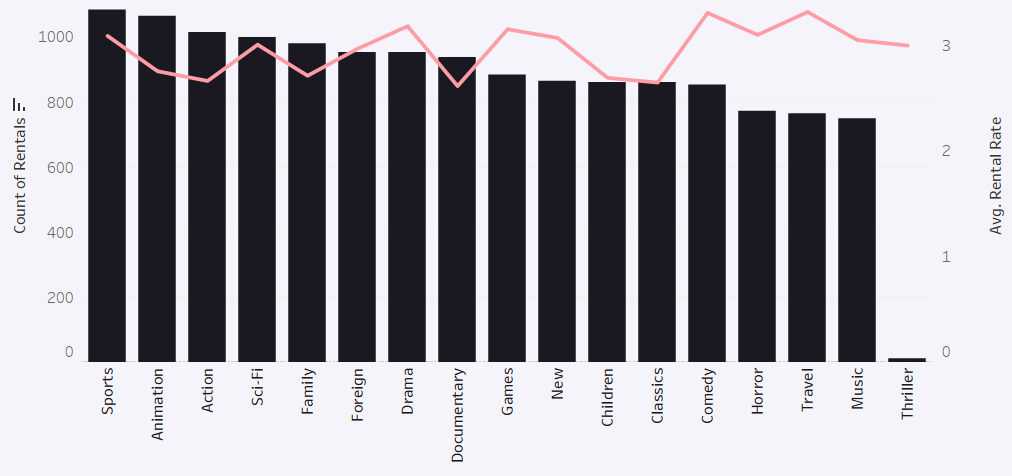 Count of Rentals
1000
800
600
400
200
0
3
2
1
0
Avg. Rental Rate
Sports
Animation
Action
Sci-Fi
Family
Foreign
Drama
Documentary
Games
New
Children
Classics
Comedy
Horror
Travel
Music
Thriller